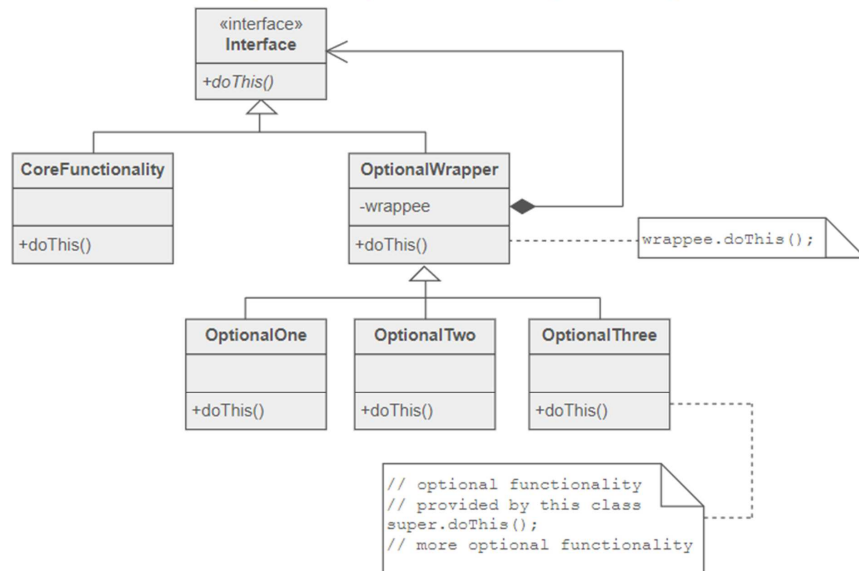 «interface»
Interface
+doThis()
CoreFunctionality
+doThis()
OptionalWrapper
-wrappee
+doThis()
wrappee.doThis();
OptionalOne
+doThis()
OptionalTwo
+doThis()
OptionalThree
+doThis()
// optional functionality
// provided by this class
super.doThis();
// more optional functionality